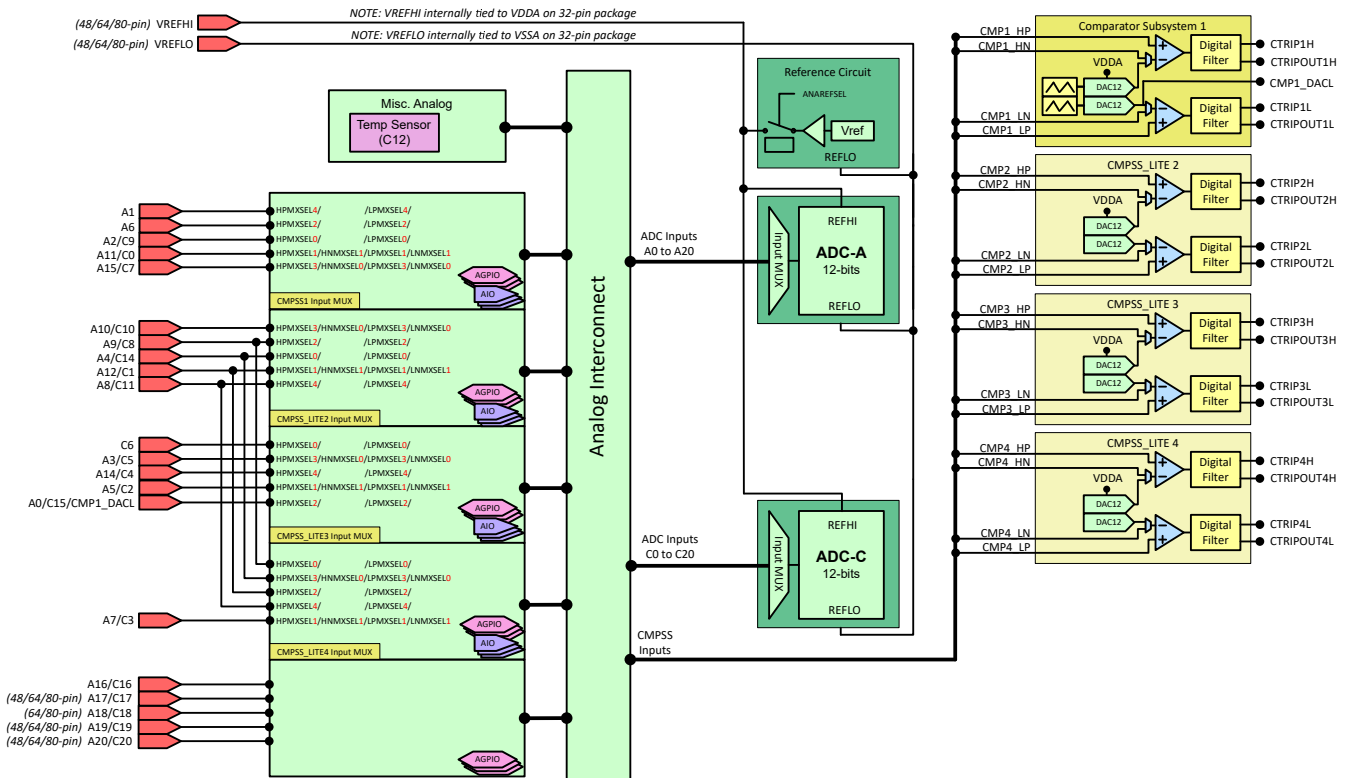 (48/64/80-pin) VREFHI
NOTE: VREFHI internally tied to VDDA on 32-pin package
(48/64/80-pin) VREFLO
NOTE: VREFLO internally tied to VSSA on 32-pin package
Misc. Analog
Temp Sensor
(C12)
A1
A6
A2/C9
A11/C0
A15/C7
HPMXSEL4/ /LPMXSEL4/
HPMXSEL2/ /LPMXSEL2/
HPMXSEL0/ /LPMXSEL0/
HPMXSEL1/HNMXSEL1/LPMXSEL1/LNMXSEL1
HPMXSEL3/HNMXSEL0/LPMXSEL3/LNMXSEL0
AGPIO
AIO
CMPSS1 Input MUX
A10/C10
A9/C8
A4/C14
A12/C1
A8/C11
HPMXSEL3/HNMXSEL0/LPMXSEL3/LNMXSEL0
HPMXSEL2/ /LPMXSEL2/
HPMXSEL0/ /LPMXSEL0/
HPMXSEL1/HNMXSEL1/LPMXSEL1/LNMXSEL1
HPMXSEL4/ /LPMXSEL4/
AGPIO
AIO
CMPSS_LITE2 Input MUX
C6
A3/C5
A14/C4
A5/C2
A0/C15/CMP1_DACL
HPMXSEL0/ /LPMXSEL0/
HPMXSEL3/HNMXSEL0/LPMXSEL3/LNMXSEL0
HPMXSEL4/ /LPMXSEL4/
HPMXSEL1/HNMXSEL1/LPMXSEL1/LNMXSEL1
HPMXSEL2/ /LPMXSEL2/
AGPIO
AIO
CMPSS_LITE3 Input MUX
A7/C3
HPMXSEL0/ /LPMXSEL0/
HPMXSEL3/HNMXSEL0/LPMXSEL3/LNMXSEL0
HPMXSEL2/ /LPMXSEL2/
HPMXSEL4/ /LPMXSEL4/
HPMXSEL1/HNMXSEL1/LPMXSEL1/LNMXSEL1
AGPIO
AIO
CMPSS_LITE4 Input MUX
A16/C16
(48/64/80-pin) A17/C17
(64/80-pin) A18/C18
(48/64/80-pin) A19/C19
(48/64/80-pin) A20/C20
AGPIO
Analog Interconnect
ADC Inputs
A0 to A20
ADC Inputs
C0 to C20
CMPSS
Inputs
Reference Circuit
ANAREFSEL
Vref
REFLO
Input MUX
REFHI
ADC-A
12-bits
REFLO
Input MUX
REFHI
ADC-C
12-bits
REFLO
Comparator Subsystem 1
CMP1_HP
CMP1_HN
CMP1_LN
CMP1_LP
VDDA
DAC12
DAC12
Digital
Filter
Digital
Filter
CTRIP1H
CTRIPOUT1H
CMP1_DACL
CTRIP1L
CTRIPOUT1L
CMPSS_LITE 2
CMP2_HP
CMP2_HN
CMP2_LN
CMP2_LP
VDDA
DAC12
DAC12
Digital
Filter
Digital
Filter
CTRIP2H
CTRIPOUT2H
CTRIP2L
CTRIPOUT2L
CMPSS_LITE 3
CMP3_HP
CMP3_HN
CMP3_LN
CMP3_LP
VDDA
DAC12
DAC12
Digital
Filter
Digital
Filter
CTRIP3H
CTRIPOUT3H
CTRIP3L
CTRIPOUT3L
CMPSS_LITE 4
CMP4_HP
CMP4_HN
CMP4_LN
CMP4_LP
VDDA
DAC12
DAC12
Digital
Filter
Digital
Filter
CTRIP4H
CTRIPOUT4H
CTRIP4L
CTRIPOUT4L